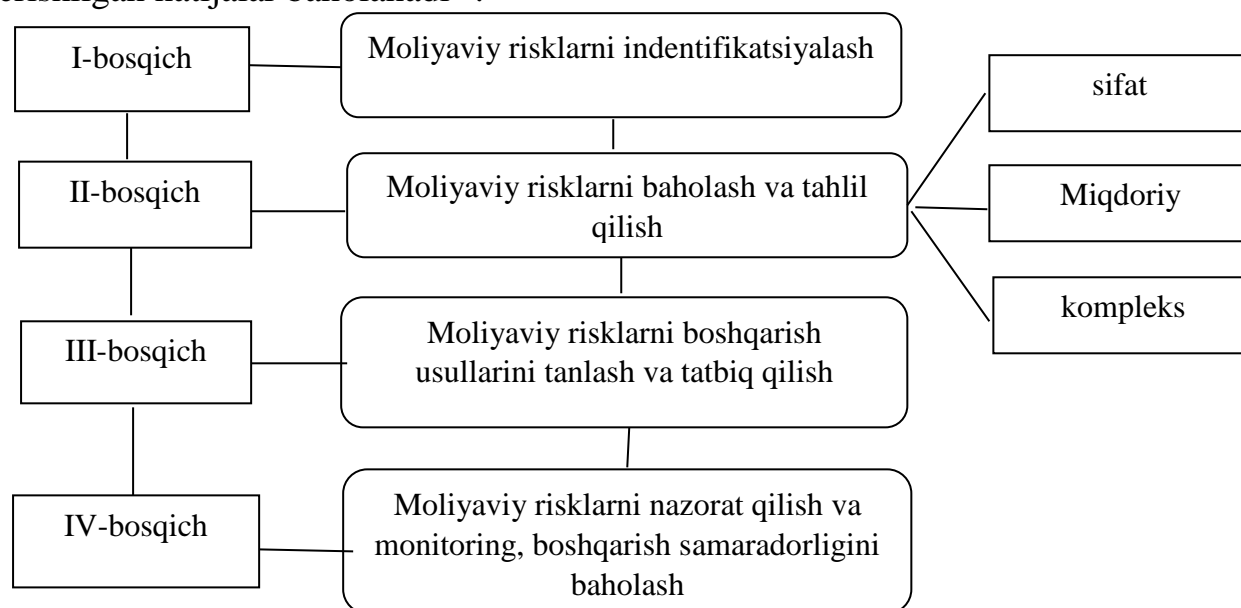 I-bosqich
Moliyaviy risklarni indentifikatsiyalash
sifat
II-bosqich
Moliyaviy risklarni baholash va tahlil
qilish
Miqdoriy
kompleks
III-bosqich
Moliyaviy risklarni boshqarish
usullarini tanlash va tatbiq qilish
IV-bosqich
Moliyaviy risklarni nazorat qilish va
monitoring, boshqarish samaradorligini
baholash